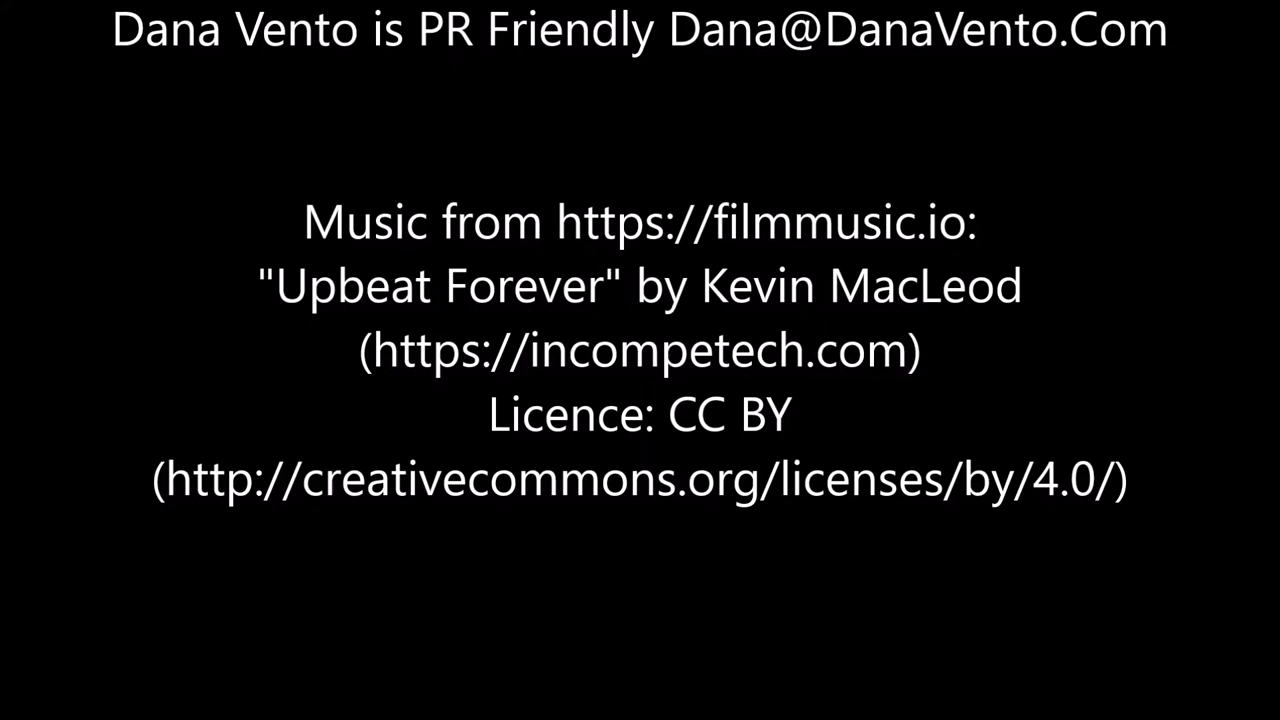 Dana Vento is PR Friendly Dana@DanaVento.Com
Music from https://filmmusic.io:
"Upbeat Forever" by Kevin MacLeod
(https://incompetech.com)
Licence: CC BY
(http://creativecommons.org/licenses/by/4.0/)